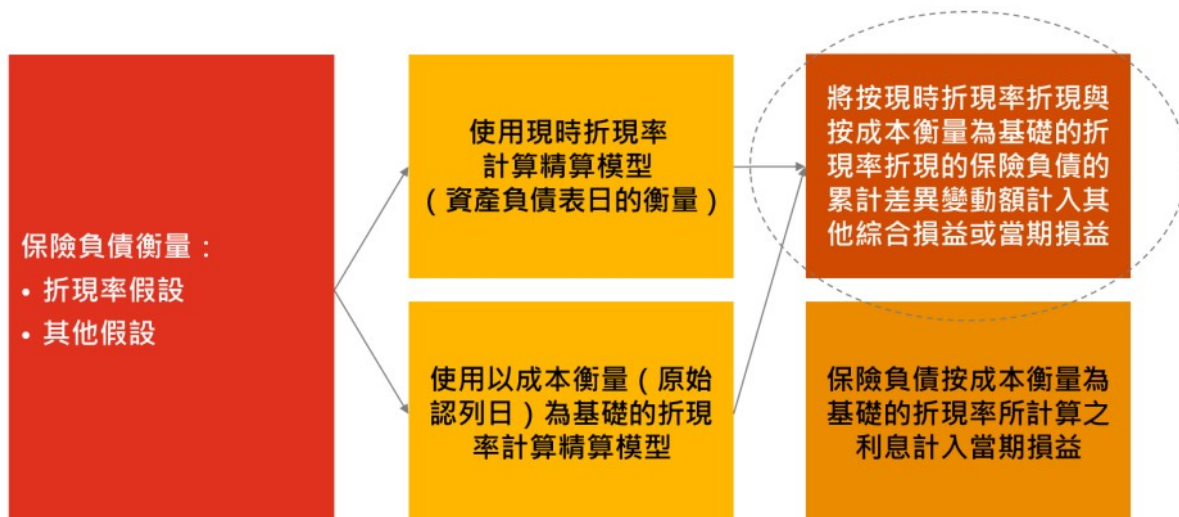 保險負債衡量：
• 折現率假設
• 其他假設
使用現時折現率
計算精算模型
（資產負債表日的衡量）
使用以成本衡量（原始
認列日）為基礎的折現
率計算精算模型
將按現時折現率折現與
按成本衡量為基礎的折
現率折現的保險負債的
累計差異變動額計入其
他綜合損益或當期損益
保險負債按成本衡量為
基礎的折現率所計算之
利息計入當期損益